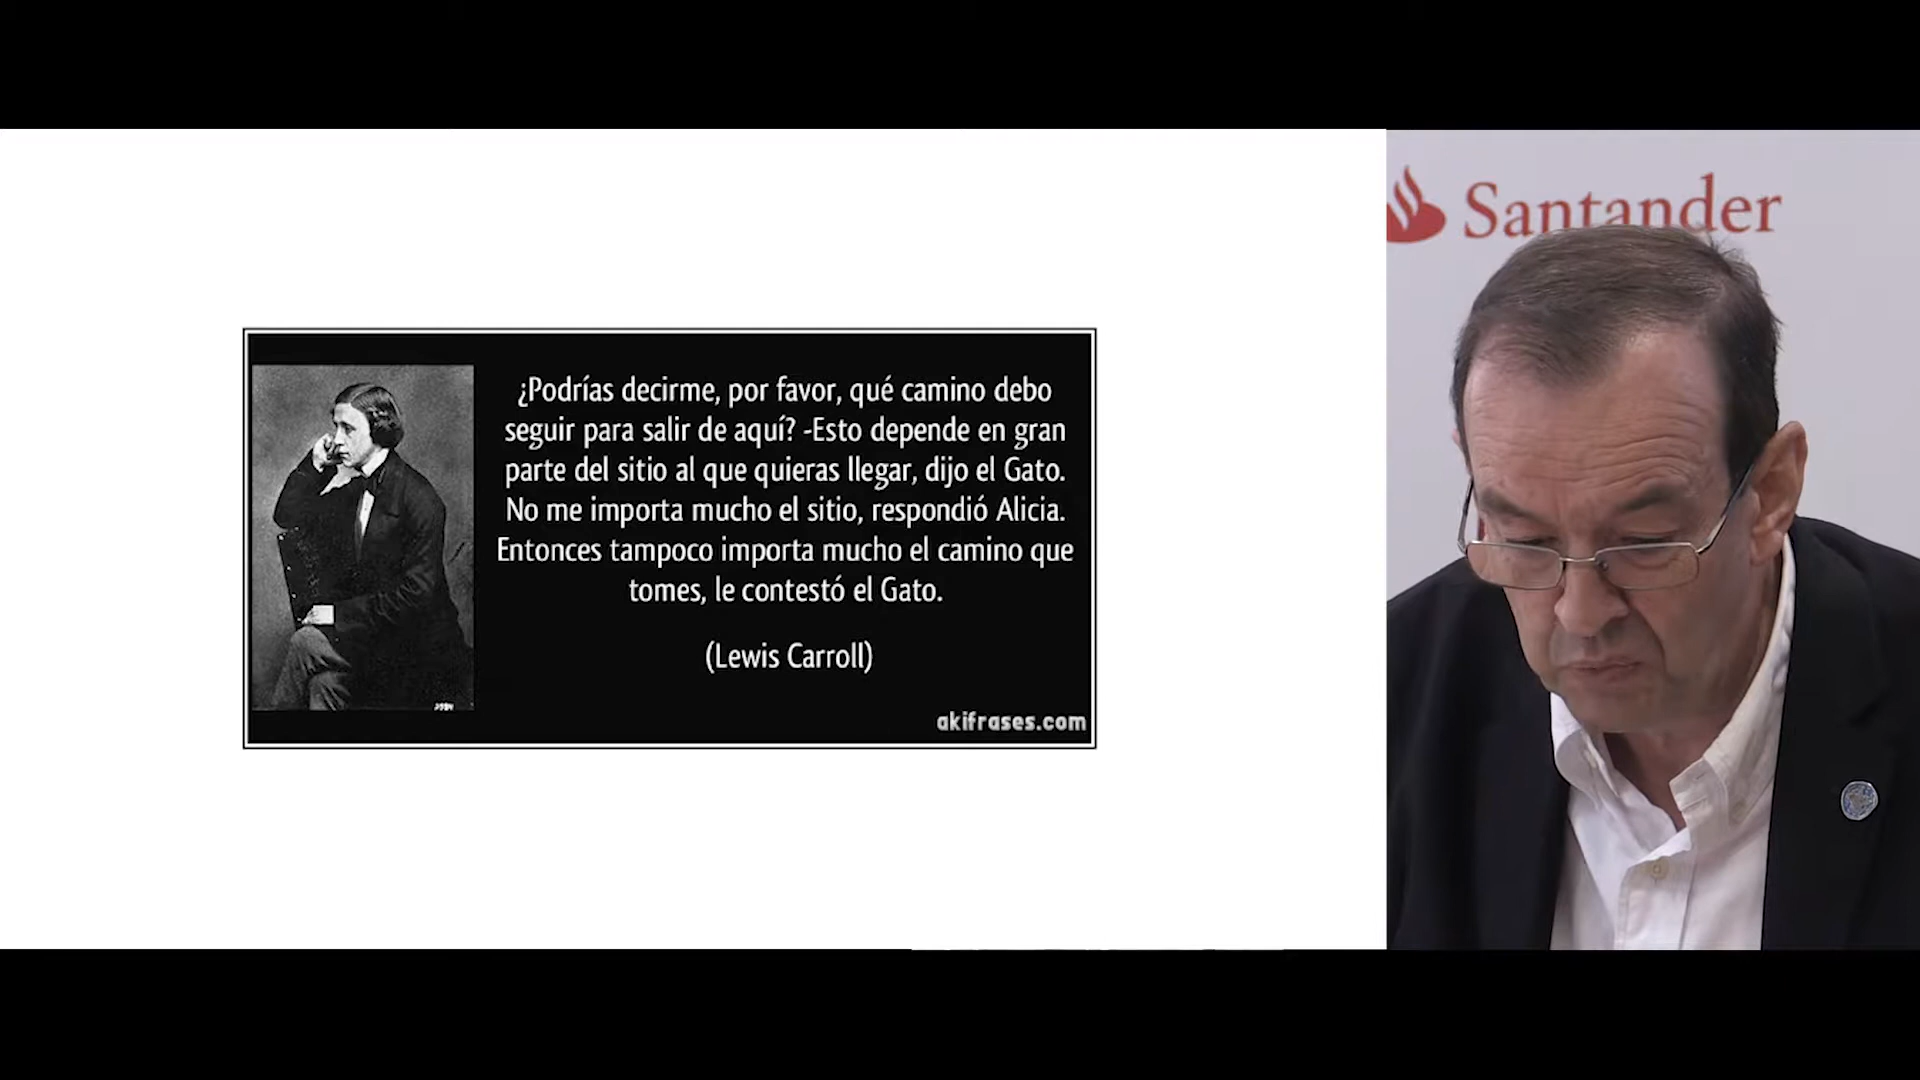 Santander
¿Podrías decirme, por favor, qué camino debo
seguir para salir de aquí? -Esto depende en gran
parte del sitio al que quieras llegar, dijo el Gato.
No me importa mucho el sitio, respondió Alicia.
Entonces tampoco importa mucho el camino que
tomes, le contestó el Gato.
(Lewis Carroll)
akifrases.com